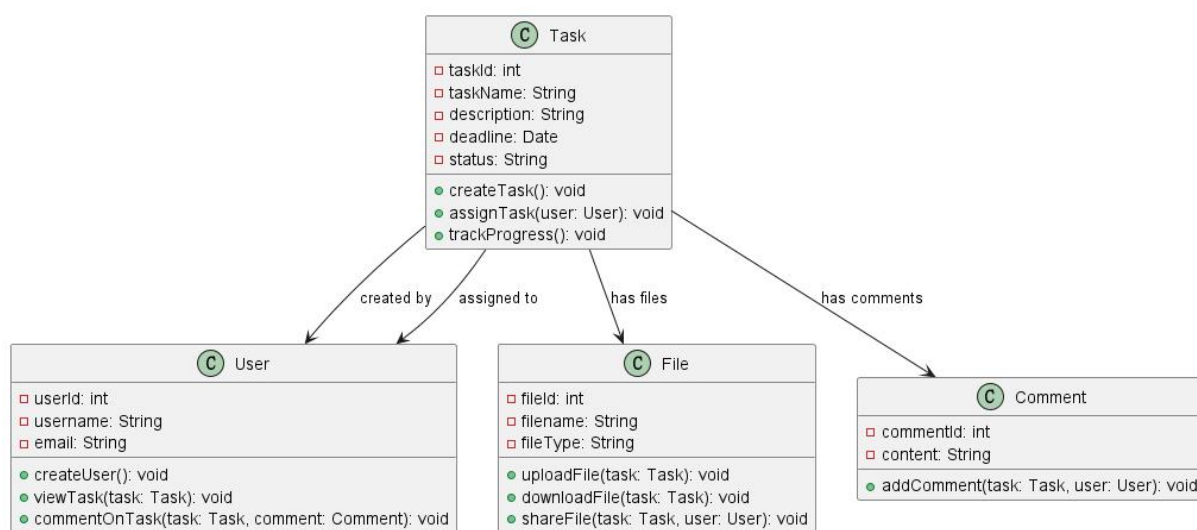 C Task
taskId: int
taskName: String
description: String
deadline: Date
status: String
createTask(): void
assignTask(user: User): void
trackProgress(): void
created by
assigned to
has files
has comments
C User
userId: int
username: String
email: String
createUser(): void
viewTask(task: Task): void
commentOnTask(task: Task, comment: Comment): void
C File
fileId: int
filename: String
fileType: String
uploadFile(task: Task): void
downloadFile(task: Task): void
shareFile(task: Task, user: User): void
C Comment
commentId: int
content: String
addComment(task: Task, user: User): void